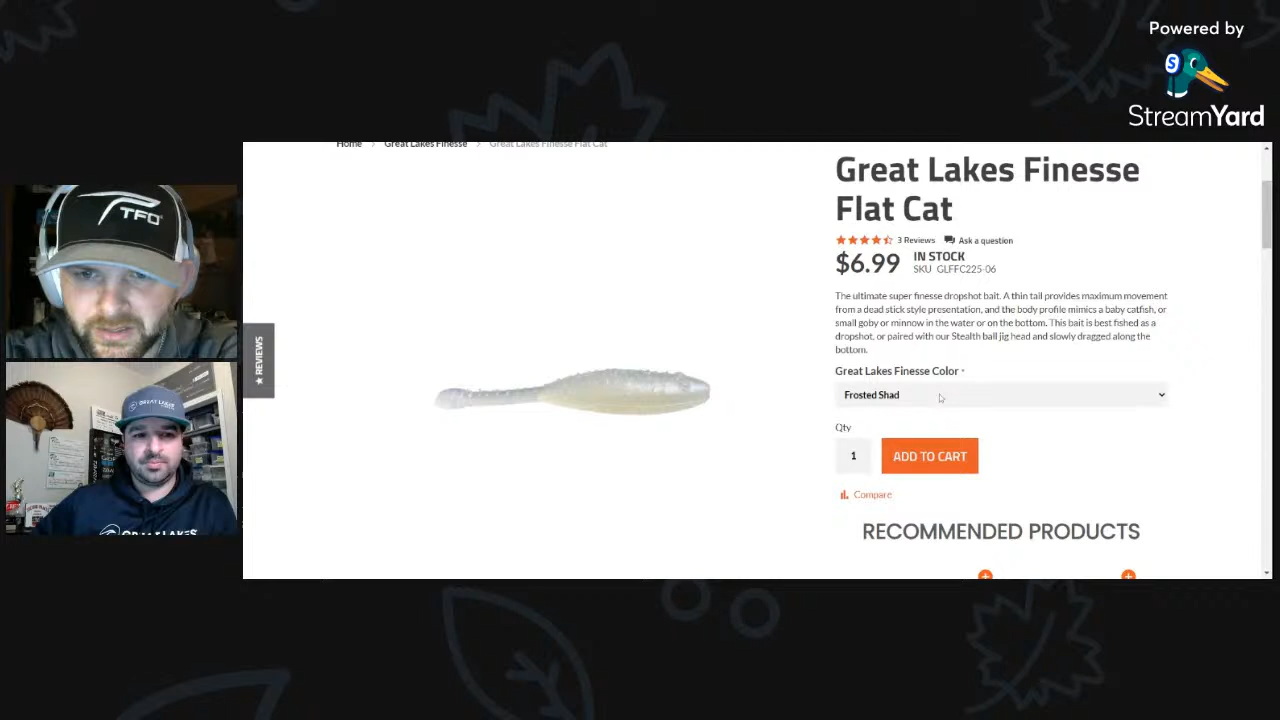 Powered by
StreamYard
Home > Great Lakes Finesse > Great Lakes Finesse Flat Cat
Great Lakes Finesse
Flat Cat
3 Reviews Ask a question
$6.99 IN STOCK
SKU GLFFC225-06
The ultimate super finesse dropshot bait. A thin tail provides maximum movement
from a dead stick style presentation, and the body profile mimics a baby catfish, or
small goby or minnow in the water or on the bottom. This bait is best fished as a
dropshot, or paired with our Stealth ball jig head and slowly dragged along the
bottom.
Great Lakes Finesse Color *
Frosted Shad
Qty
1 ADD TO CART
Compare
RECOMMENDED PRODUCTS
★ REVIEWS
TFO
GREAT LAKES
GREAT LAKES